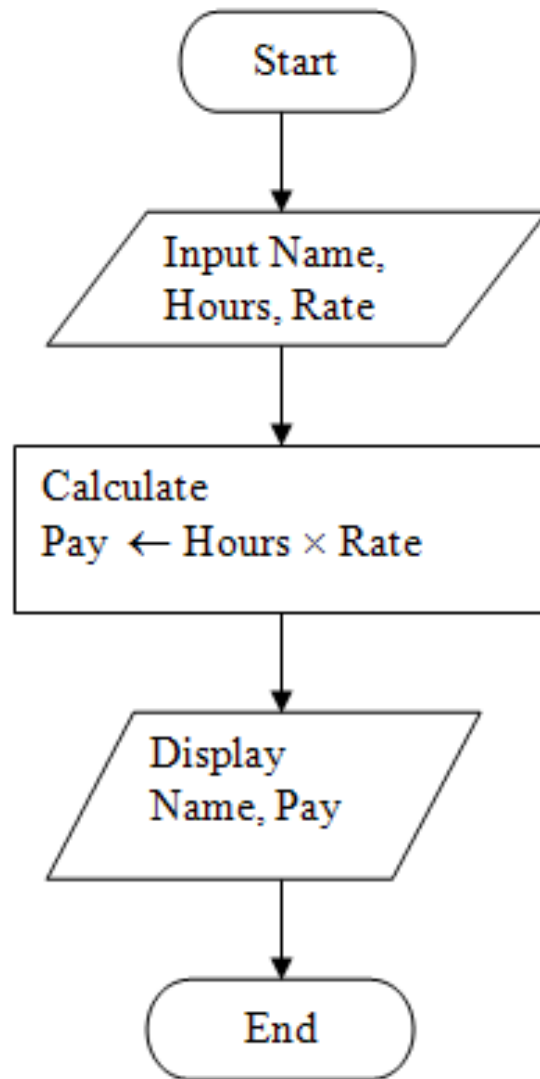 Start
Input Name,
Hours, Rate
Calculate
Pay ← Hours × Rate
Display
Name, Pay
End